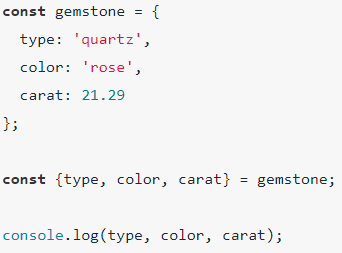 const gemstone = {
  type: 'quartz',
  color: 'rose',
  carat: 21.29
};

const {type, color, carat} = gemstone;

console.log(type, color, carat);